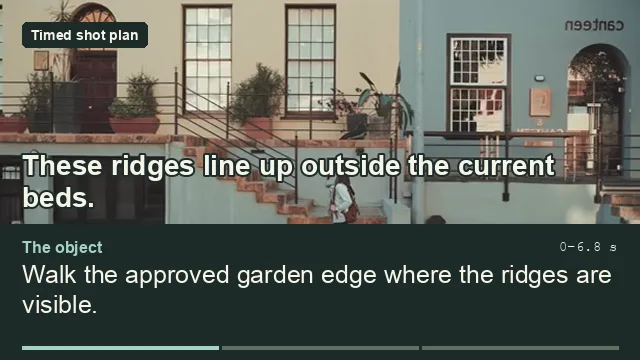 Timed shot plan
canteen
CANTEEN
These ridges line up outside the current
beds.
The object
0–6.8 s
Walk the approved garden edge where the ridges are
visible.